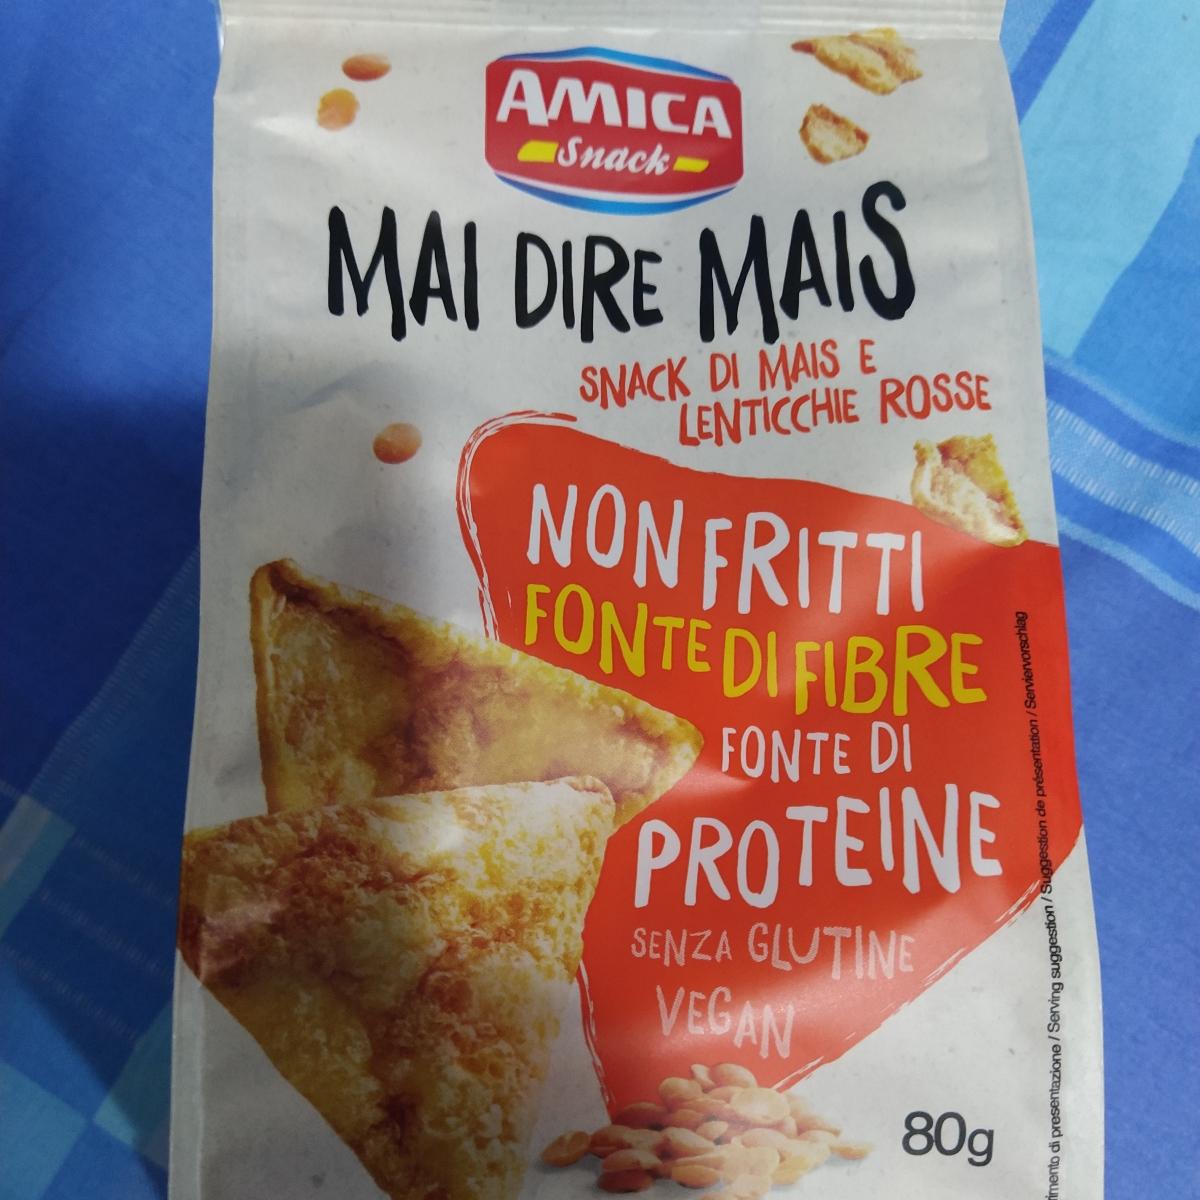 AMICA
Snack
MAI DIRE MAIS
SNACK DI MAIS E
LENTICCHIE ROSSE
NON FRITTI
FONTE DI FIBRE
FONTE DI
PROTEINE
SENZA GLUTINE
VEGAN
80g
di presentazione / Serving suggestion / Suggestion de présentation / Serviervorschlag